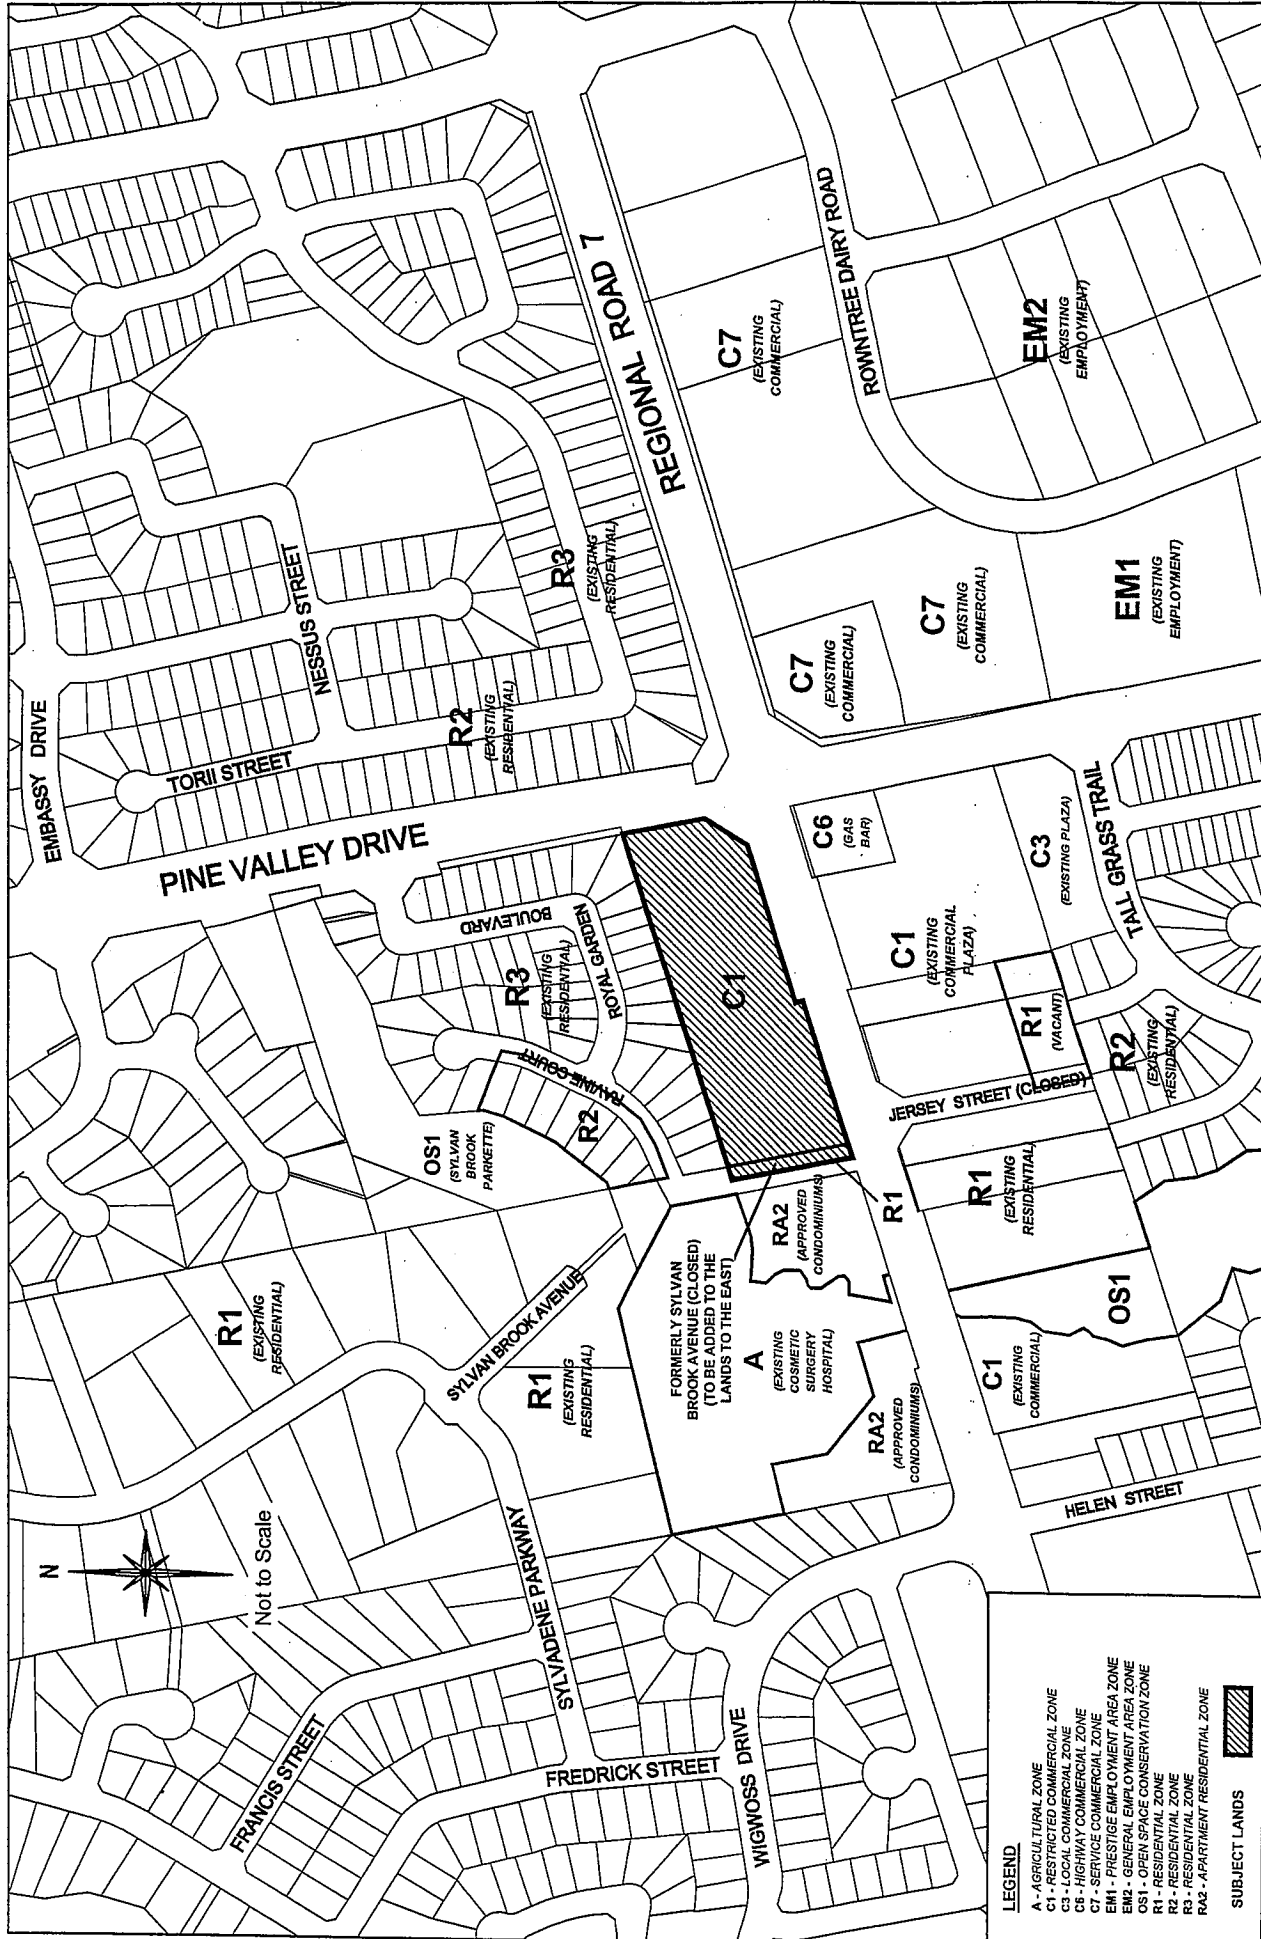 N
Not to Scale
EMBASSY DRIVE
PINE VALLEY DRIVE
TORII STREET
NESSUS STREET
R2
(EXISTING
RESIDENTIAL)
R3
(EXISTING
RESIDENTIAL)
REGIONAL ROAD 7
C7
(EXISTING
COMMERCIAL)
ROWNTREE DAIRY ROAD
EM2
(EXISTING
EMPLOYMENT)
C7
(EXISTING
COMMERCIAL)
C7
(EXISTING
COMMERCIAL)
EM1
(EXISTING
EMPLOYMENT)
BOULEVARD
ROYAL GARDEN
R3
(EXISTING
RESIDENTIAL)
RAVINE COURT
R2
OS1
(SYLVAN
BROOK
PARKETTE)
C1
C6
(GAS
BAR)
C1
(EXISTING
COMMERCIAL
PLAZA)
C3
(EXISTING PLAZA)
TALL GRASS TRAIL
R1
(VACANT)
R2
(EXISTING
RESIDENTIAL)
JERSEY STREET (CLOSED)
R1
(EXISTING
RESIDENTIAL)
R1
RA2
(APPROVED
CONDOMINIUMS)
FORMERLY SYLVAN
BROOK AVENUE (CLOSED)
(TO BE ADDED TO THE
LANDS TO THE EAST)
A
(EXISTING
COSMETIC
SURGERY
HOSPITAL)
RA2
(APPROVED
CONDOMINIUMS)
OS1
C1
(EXISTING
COMMERCIAL)
HELEN STREET
R1
(EXISTING
RESIDENTIAL)
SYLVAN BROOK AVENUE
R1
(EXISTING
RESIDENTIAL)
SYLVADENE PARKWAY
FRANCIS STREET
FREDRICK STREET
WIGWOSS DRIVE
LEGEND
A - AGRICULTURAL ZONE
C1 - RESTRICTED COMMERCIAL ZONE
C3 - LOCAL COMMERCIAL ZONE
C6 - HIGHWAY COMMERCIAL ZONE
C7 - SERVICE COMMERCIAL ZONE
EM1 - PRESTIGE EMPLOYMENT AREA ZONE
EM2 - GENERAL EMPLOYMENT AREA ZONE
OS1 - OPEN SPACE CONSERVATION ZONE
R1 - RESIDENTIAL ZONE
R2 - RESIDENTIAL ZONE
R3 - RESIDENTIAL ZONE
RA2 - APARTMENT RESIDENTIAL ZONE
SUBJECT LANDS